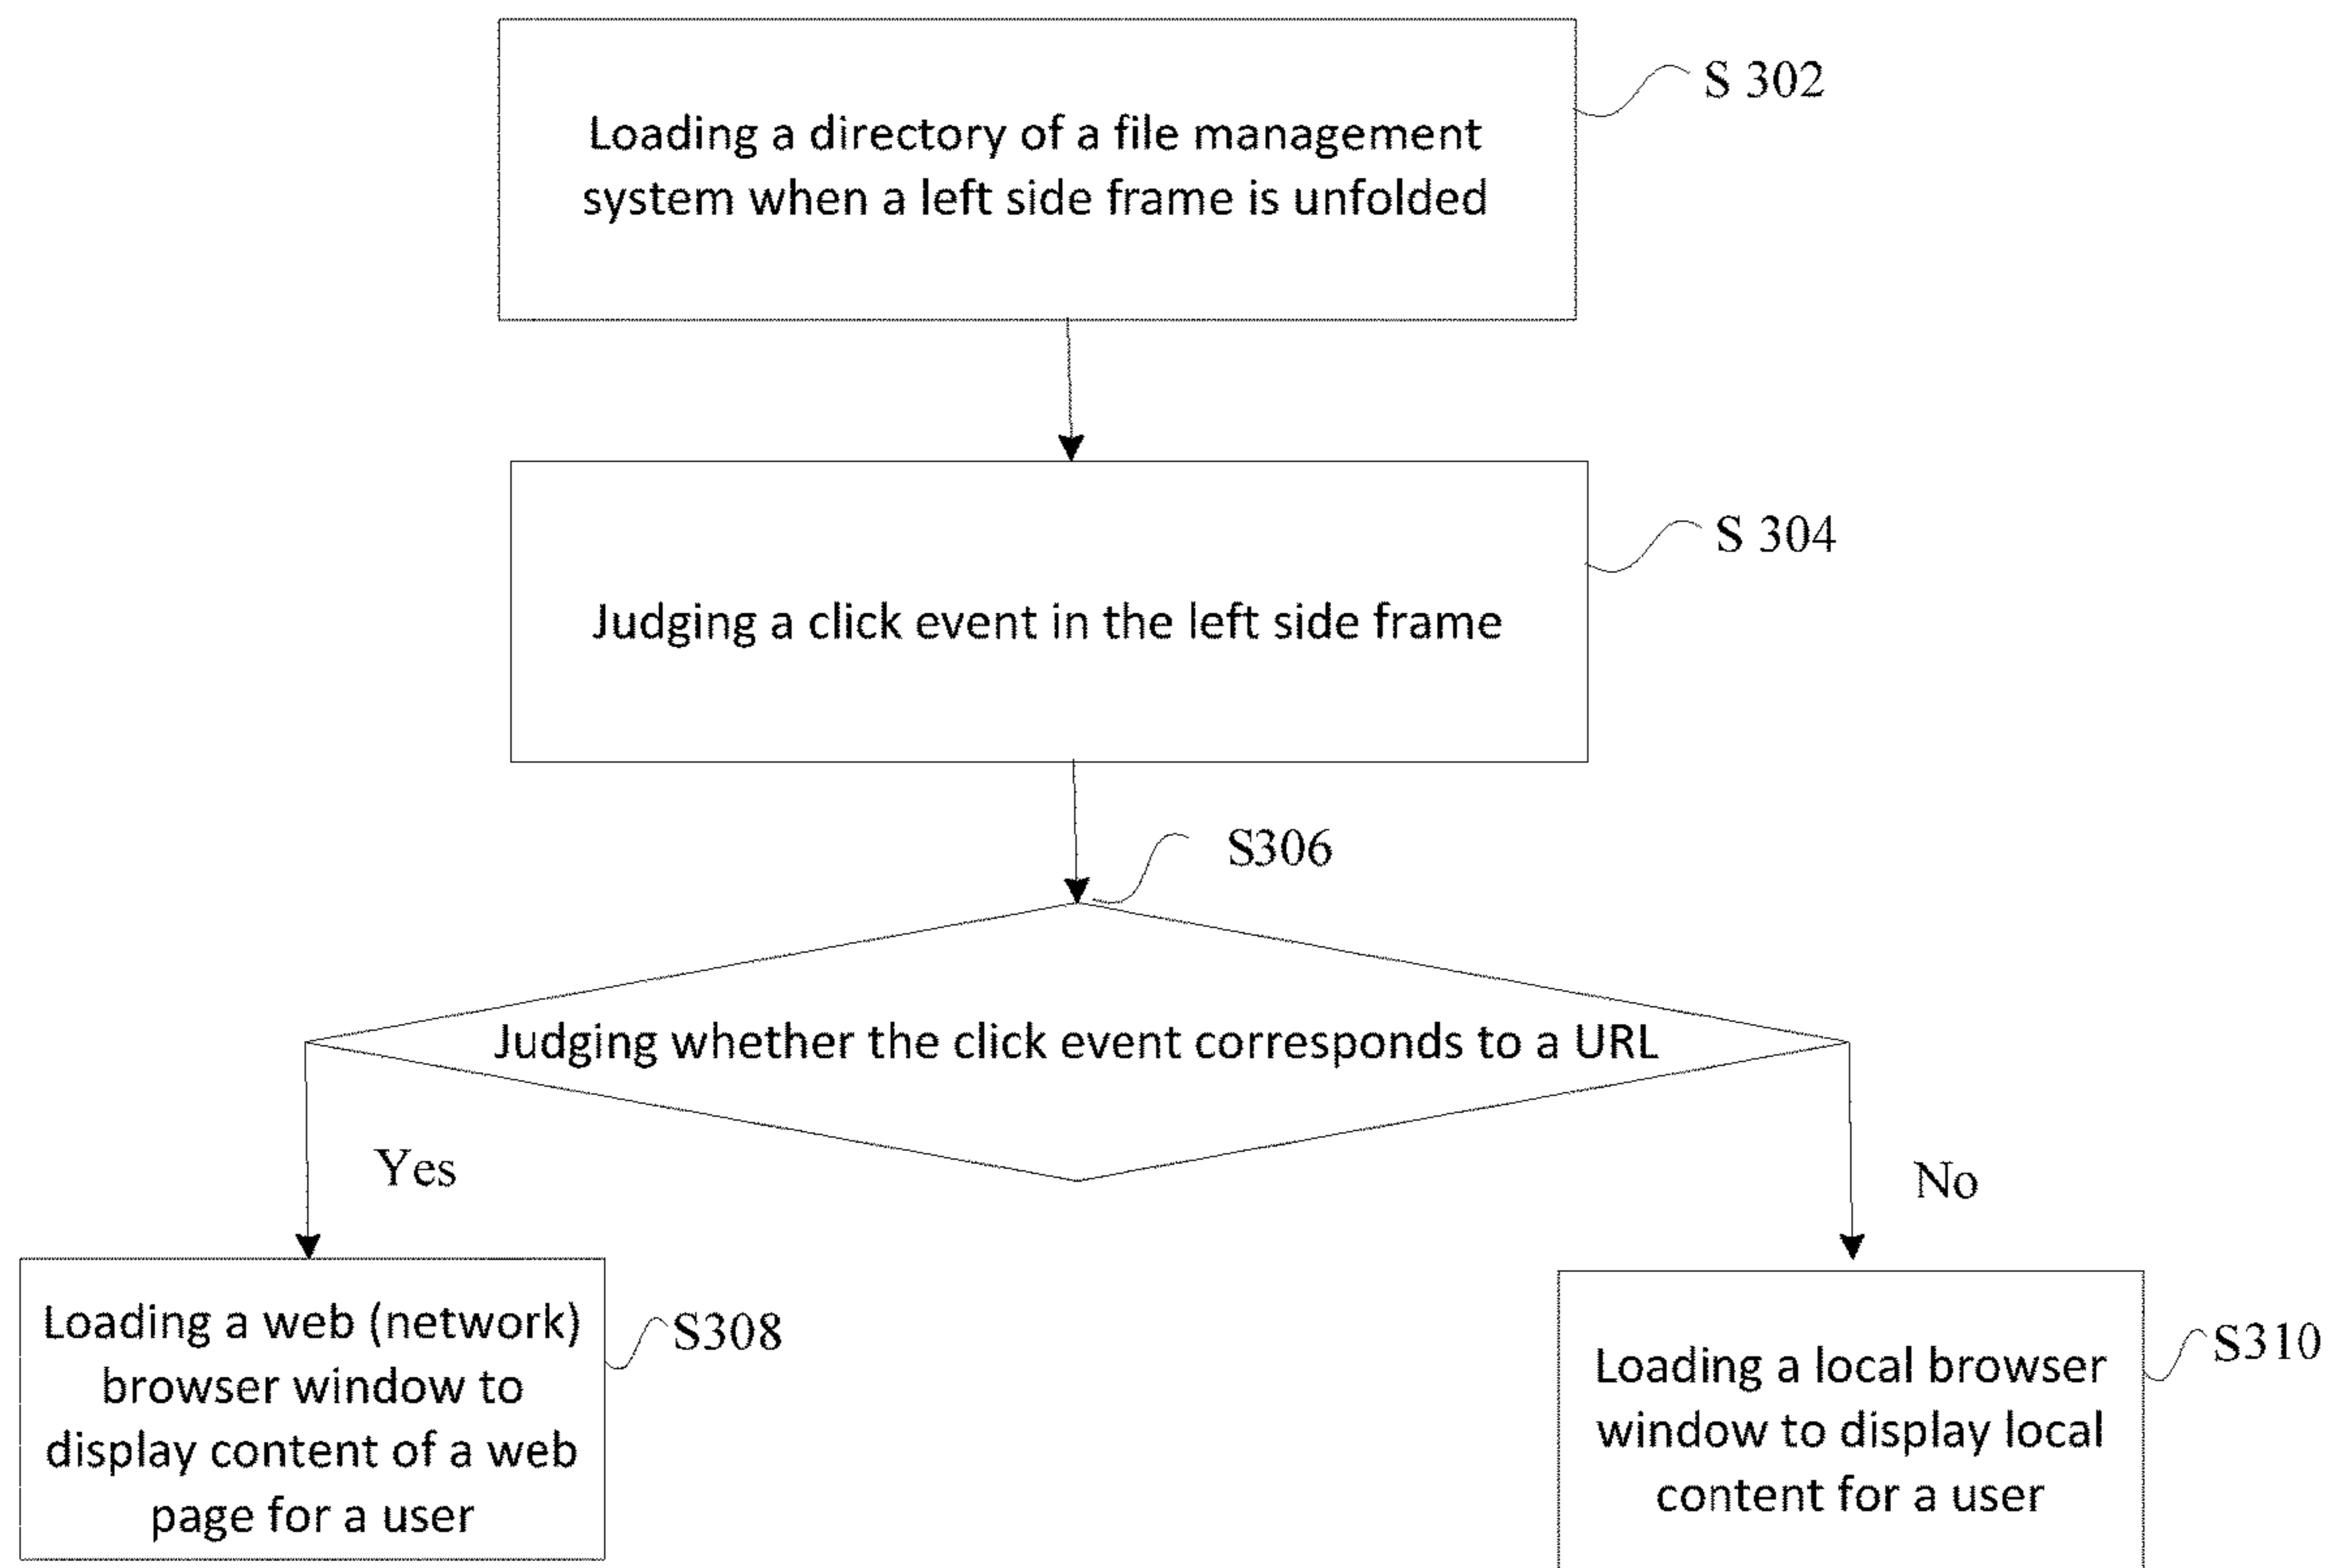 Loading a directory of a file management
system when a left side frame is unfolded
S 302
Judging a click event in the left side frame
S 304
S306
Judging whether the click event corresponds to a URL
Yes
No
Loading a web (network)
browser window to
display content of a web
page for a user
S308
Loading a local browser
window to display local
content for a user
S310